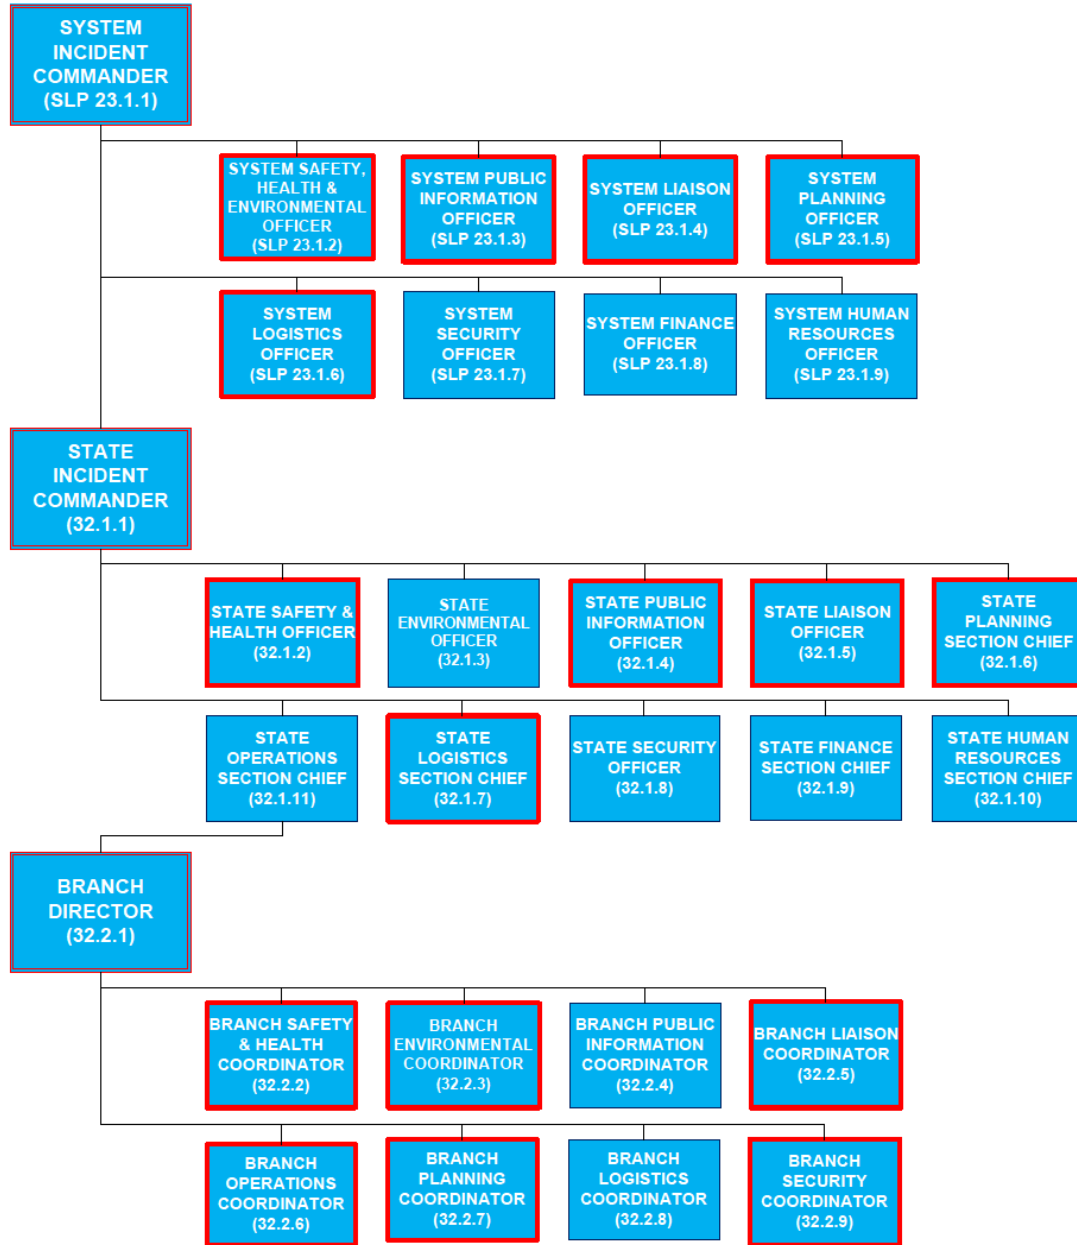 SYSTEM
INCIDENT
COMMANDER
(SLP 23.1.1)
SYSTEM SAFETY,
HEALTH &
ENVIRONMENTAL
OFFICER
(SLP 23.1.2)
SYSTEM PUBLIC
INFORMATION
OFFICER
(SLP 23.1.3)
SYSTEM LIAISON
OFFICER
(SLP 23.1.4)
SYSTEM
PLANNING
OFFICER
(SLP 23.1.5)
SYSTEM
LOGISTICS
OFFICER
(SLP 23.1.6)
SYSTEM
SECURITY
OFFICER
(SLP 23.1.7)
SYSTEM FINANCE
OFFICER
(SLP 23.1.8)
SYSTEM HUMAN
RESOURCES
OFFICER
(SLP 23.1.9)
STATE
INCIDENT
COMMANDER
(32.1.1)
STATE SAFETY &
HEALTH OFFICER
(32.1.2)
STATE
ENVIRONMENTAL
OFFICER
(32.1.3)
STATE PUBLIC
INFORMATION
OFFICER
(32.1.4)
STATE LIAISON
OFFICER
(32.1.5)
STATE
PLANNING
SECTION CHIEF
(32.1.6)
STATE
OPERATIONS
SECTION CHIEF
(32.1.11)
STATE
LOGISTICS
SECTION CHIEF
(32.1.7)
STATE SECURITY
OFFICER
(32.1.8)
STATE FINANCE
SECTION CHIEF
(32.1.9)
STATE HUMAN
RESOURCES
SECTION CHIEF
(32.1.10)
BRANCH
DIRECTOR
(32.2.1)
BRANCH SAFETY
& HEALTH
COORDINATOR
(32.2.2)
BRANCH
ENVIRONMENTAL
COORDINATOR
(32.2.3)
BRANCH PUBLIC
INFORMATION
COORDINATOR
(32.2.4)
BRANCH LIAISON
COORDINATOR
(32.2.5)
BRANCH
OPERATIONS
COORDINATOR
(32.2.6)
BRANCH
PLANNING
COORDINATOR
(32.2.7)
BRANCH
LOGISTICS
COORDINATOR
(32.2.8)
BRANCH
SECURITY
COORDINATOR
(32.2.9)